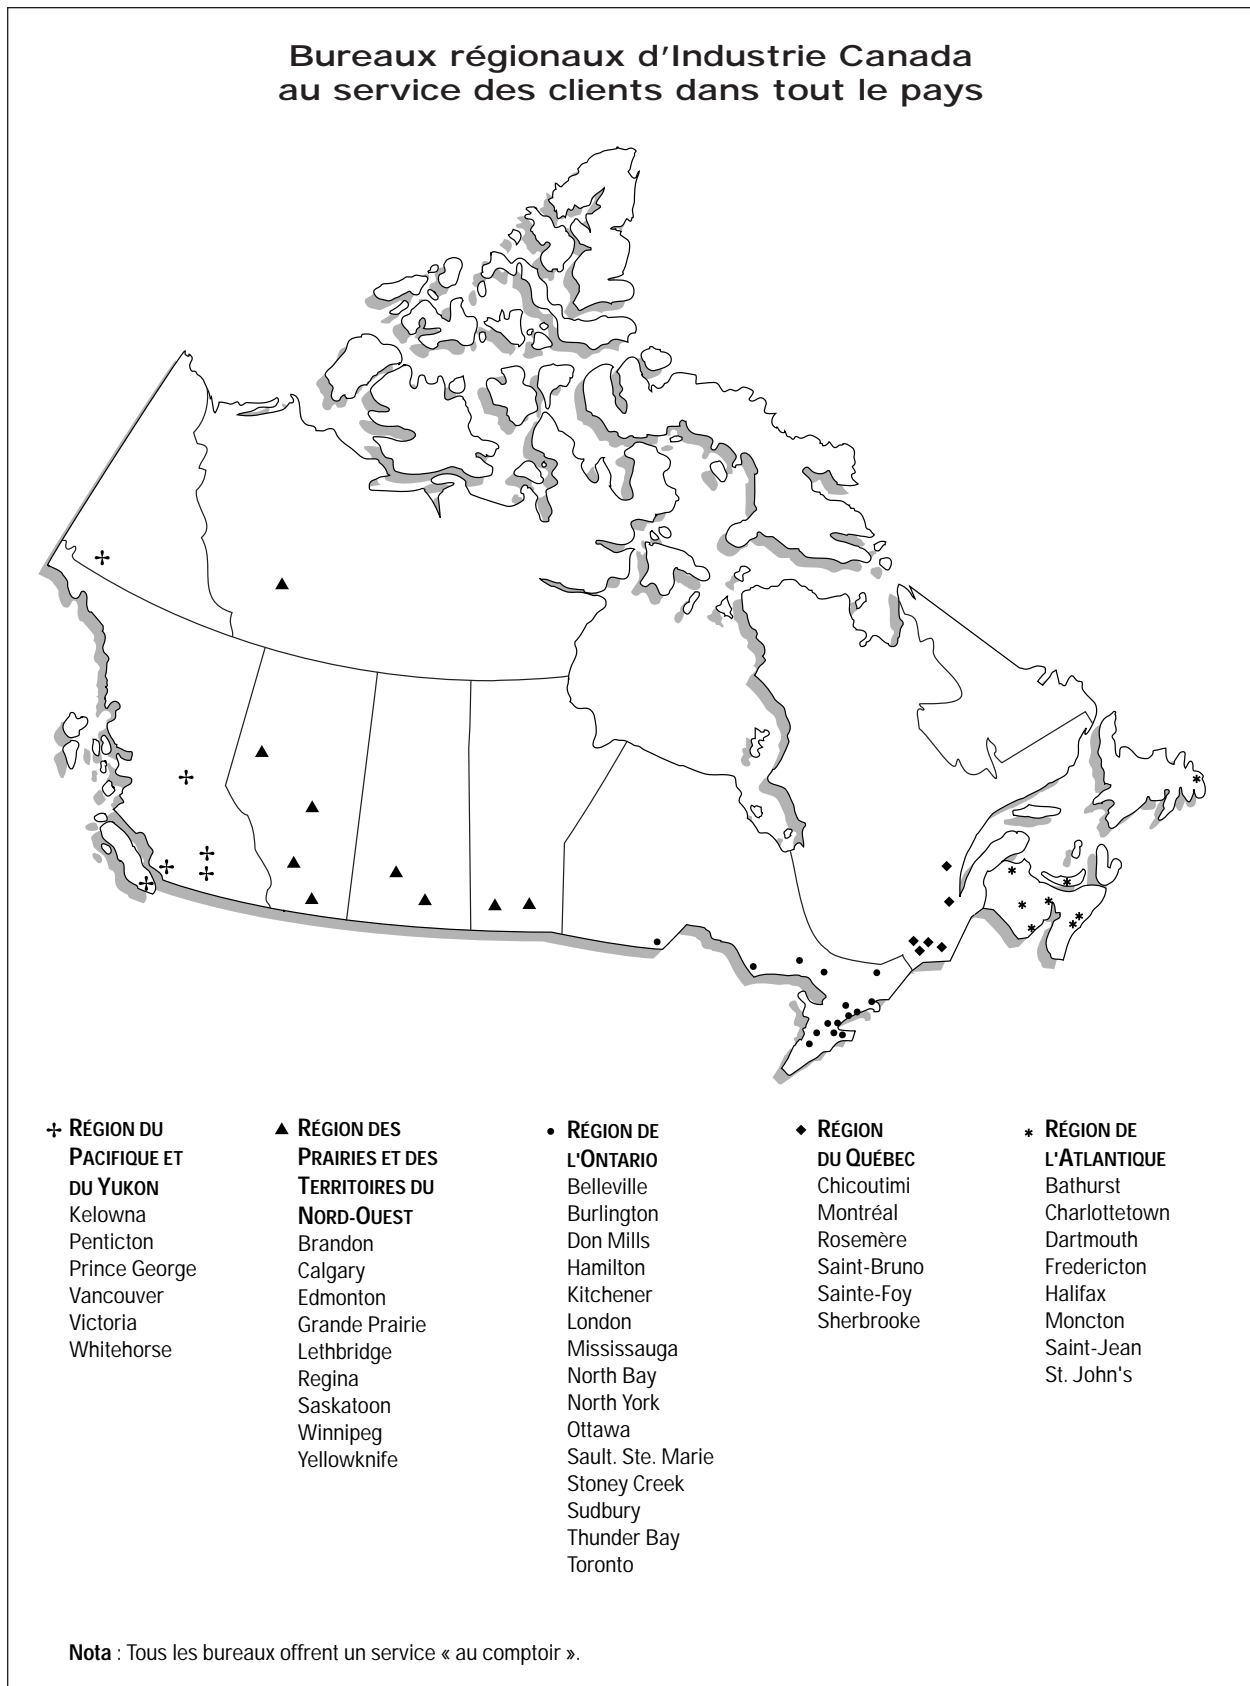 Bureaux régionaux d'Industrie Canada
au service des clients dans tout le pays
RÉGION DU
PACIFIQUE ET
DU YUKON
Kelowna
Penticton
Prince George
Vancouver
Victoria
Whitehorse
RÉGION DES
PRAIRIES ET DES
TERRITOIRES DU
NORD-OUEST
Brandon
Calgary
Edmonton
Grande Prairie
Lethbridge
Regina
Saskatoon
Winnipeg
Yellowknife
RÉGION DE
L'ONTARIO
Belleville
Burlington
Don Mills
Hamilton
Kitchener
London
Mississauga
North Bay
North York
Ottawa
Sault. Ste. Marie
Stoney Creek
Sudbury
Thunder Bay
Toronto
RÉGION
DU QUÉBEC
Chicoutimi
Montréal
Rosemère
Saint-Bruno
Sainte-Foy
Sherbrooke
RÉGION DE
L'ATLANTIQUE
Bathurst
Charlottetown
Dartmouth
Fredericton
Halifax
Moncton
Saint-Jean
St. John's
Nota : Tous les bureaux offrent un service « au comptoir ».